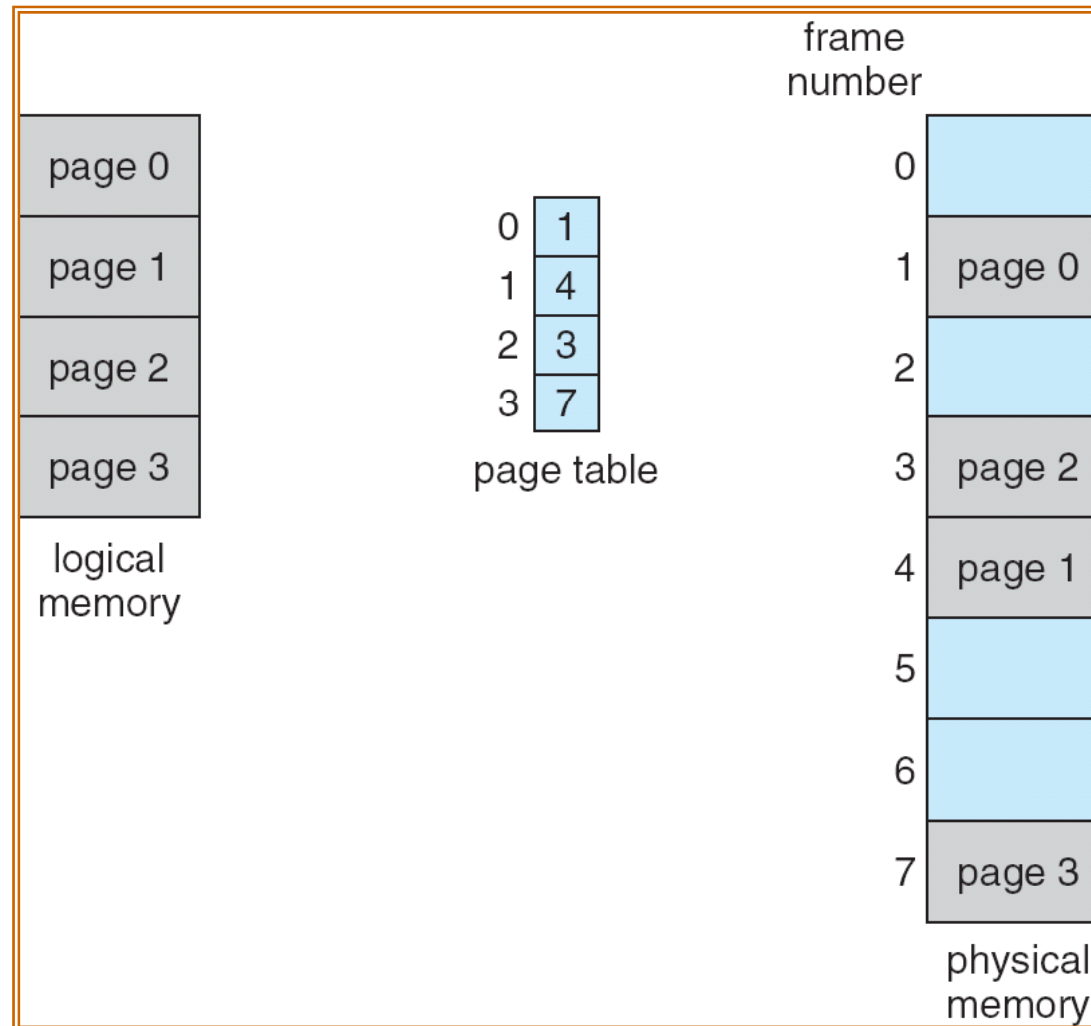 page 0
page 1
page 2
page 3
logical
memory
0 1
1 4
2 3
3 7
page table
frame
number
0
1 page 0
2
3 page 2
4 page 1
5
6
7 page 3
physical
memory